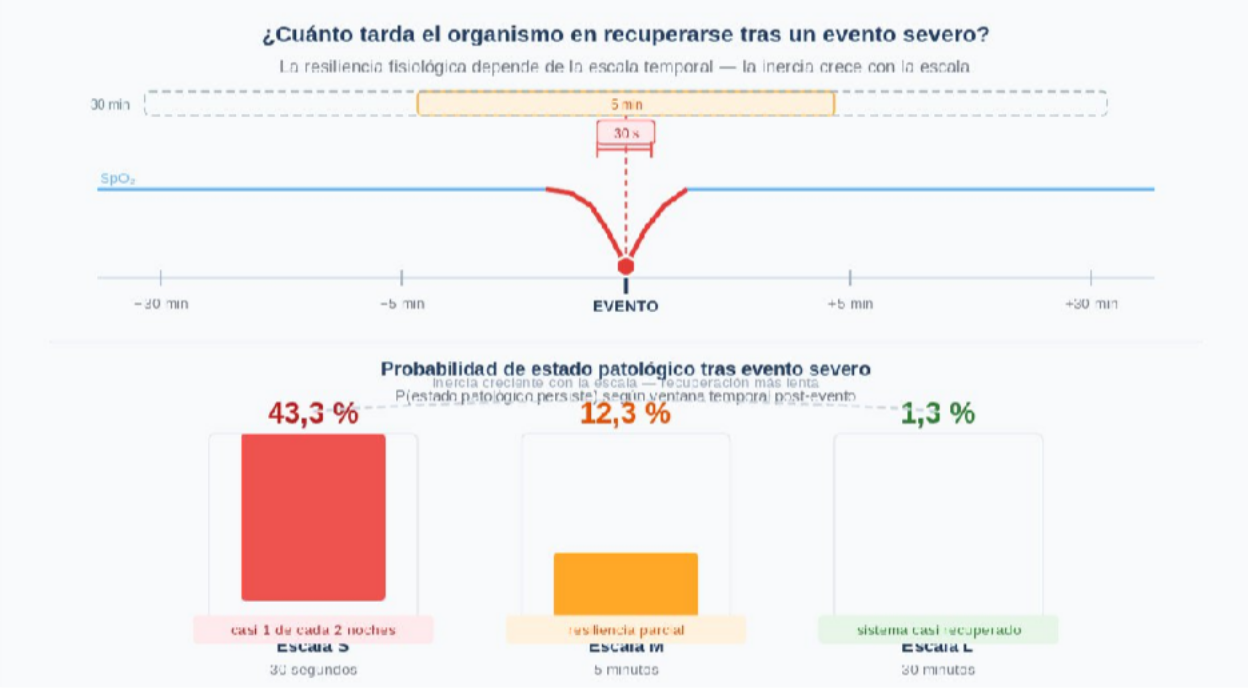 ¿Cuánto tarda el organismo en recuperarse tras un evento severo?
La resiliencia fisiológica depende de la escala temporal — la inercia crece con la escala
30 min
5 min
30 s
SpO₂
−30 min
−5 min
EVENTO
+5 min
+30 min
Probabilidad de estado patológico tras evento severo
Inercia creciente con la escala — recuperación más lenta
P(estado patológico persiste) según ventana temporal post-evento
43,3 %
12,3 %
1,3 %
casi 1 de cada 2 noches
resiliencia parcial
sistema casi recuperado
Escala S
Escala M
Escala L
30 segundos
5 minutos
30 minutos